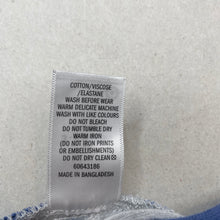 COTTON/VISCOSE
/ELASTANE
WASH BEFORE WEAR
WARM DELICATE MACHINE
WASH WITH LIKE COLOURS
DO NOT BLEACH
DO NOT TUMBLE DRY
WARM IRON
(DO NOT IRON PRINTS
OR EMBELLISHMENTS)
DO NOT DRY CLEAN
60643186
MADE IN BANGLADESH